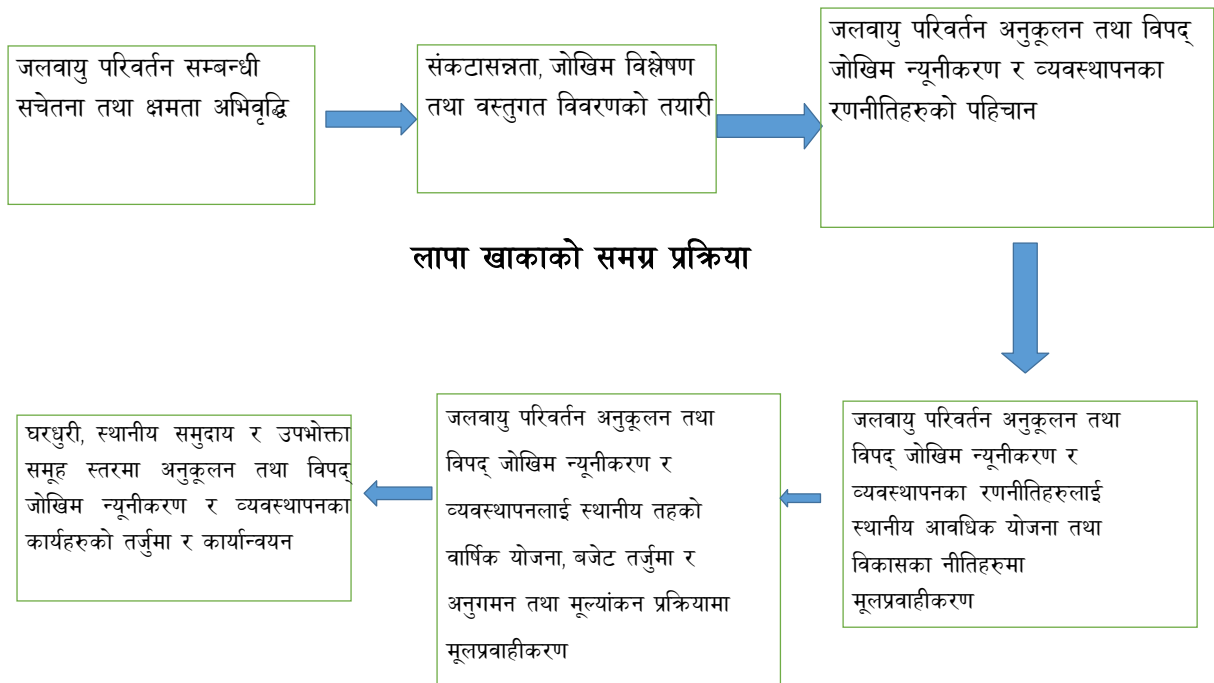 जलवायु परिवर्तन सम्बन्धी
सचेतना तथा क्षमता अभिवृद्धि
संकटासन्नता, जोखिम विश्लेषण
तथा वस्तुगत विवरणको तयारी
जलवायु परिवर्तन अनुकूलन तथा विपद्
जोखिम न्यूनीकरण र व्यवस्थापनका
रणनीतिहरुको पहिचान
लापा खाकाको समग्र प्रक्रिया
जलवायु परिवर्तन अनुकूलन तथा
विपद् जोखिम न्यूनीकरण र
व्यवस्थापनका रणनीतिहरुलाई
स्थानीय आवधिक योजना तथा
विकासका नीतिहरुमा
मूलप्रवाहीकरण
जलवायु परिवर्तन अनुकूलन तथा
विपद् जोखिम न्यूनीकरण र
व्यवस्थापनलाई स्थानीय तहको
वार्षिक योजना, बजेट तर्जुमा र
अनुगमन तथा मूल्यांकन प्रक्रियामा
मूलप्रवाहीकरण
घरधुरी, स्थानीय समुदाय र उपभोक्ता
समूह स्तरमा अनुकूलन तथा विपद्
जोखिम न्यूनीकरण र व्यवस्थापनका
कार्यहरुको तर्जुमा र कार्यान्वयन